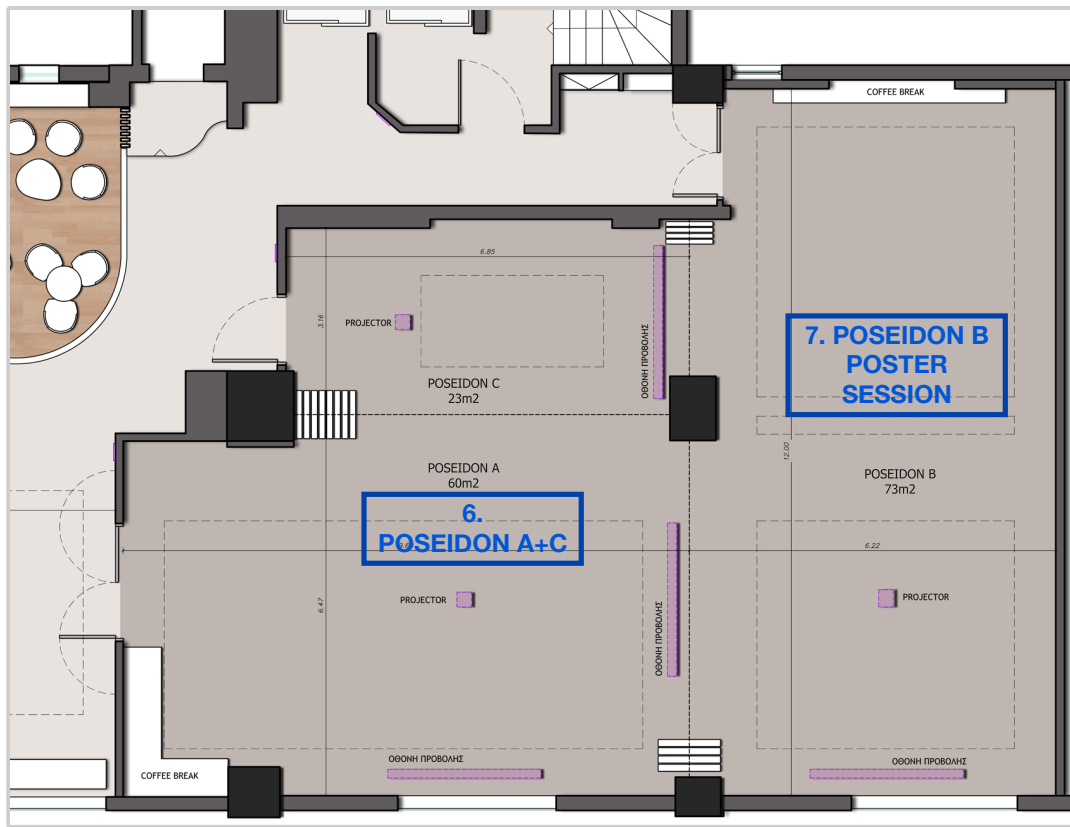 COFFEE BREAK
6.85
3.16
PROJECTOR
ΟΘΟΝΗ ΠΡΟΒΟΛΗΣ
7. POSEIDON B
POSTER
SESSION
POSEIDON C
23m2
12.00
POSEIDON A
60m2
POSEIDON B
73m2
6.
POSEIDON A+C
6.22
6.47
PROJECTOR
PROJECTOR
ΟΘΟΝΗ ΠΡΟΒΟΛΗΣ
ΟΘΟΝΗ ΠΡΟΒΟΛΗΣ
ΟΘΟΝΗ ΠΡΟΒΟΛΗΣ
COFFEE BREAK